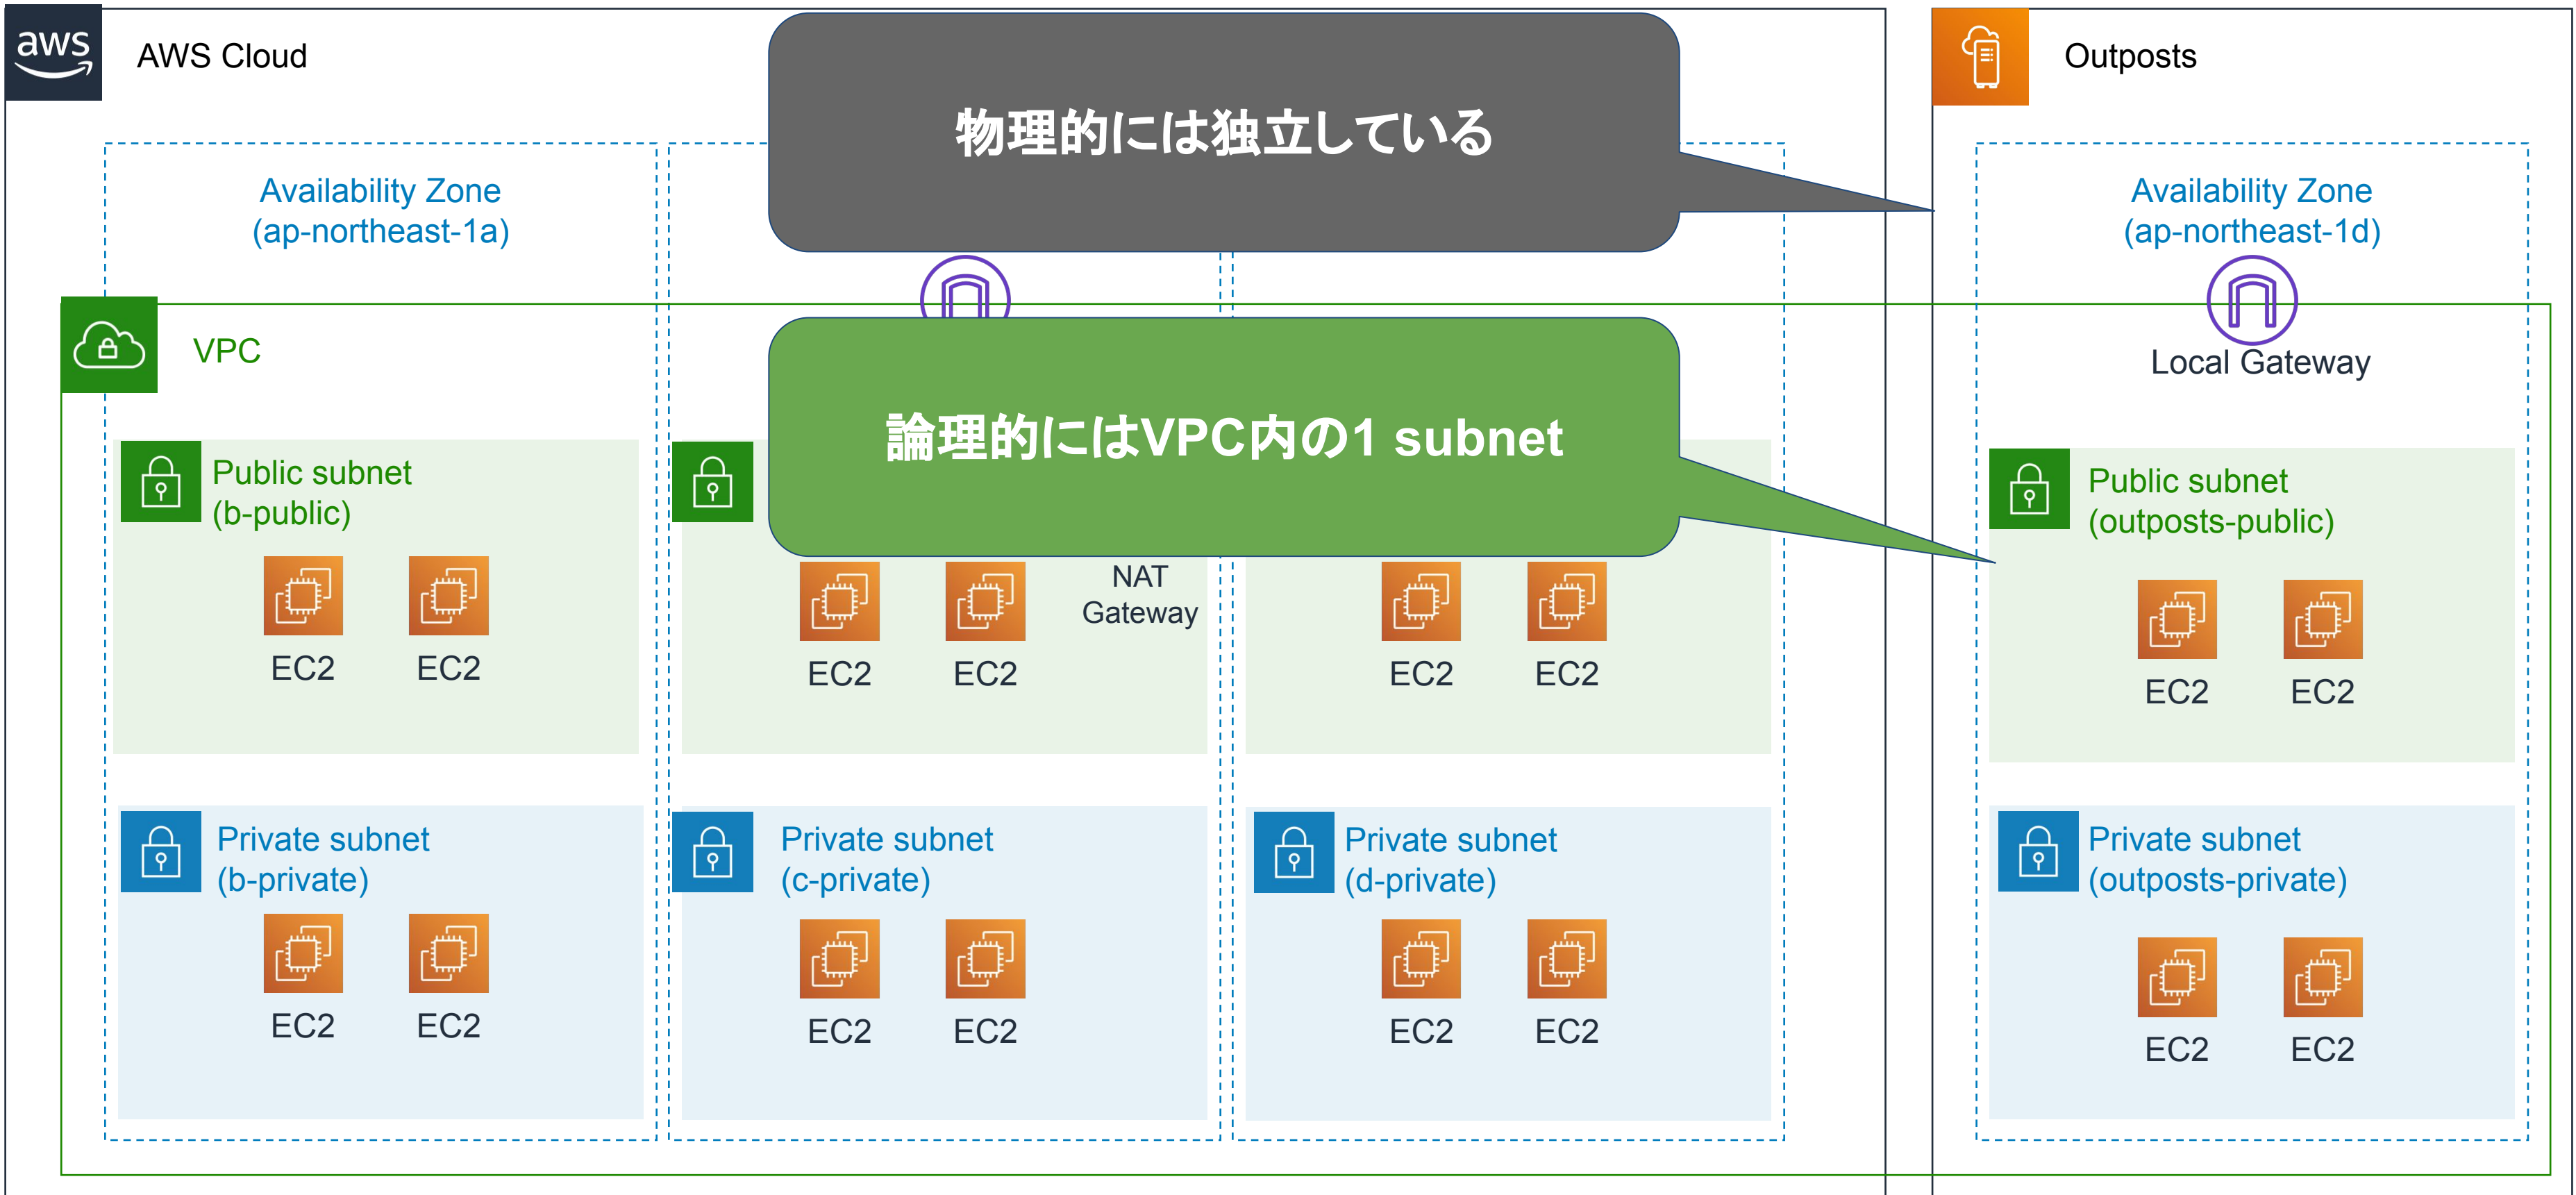 aws
AWS Cloud
Outposts
物理的には独立している
Availability Zone
(ap-northeast-1a)
Availability Zone
(ap-northeast-1d)
VPC
Local Gateway
論理的にはVPC内の1 subnet
Public subnet
(b-public)
Public subnet
(outposts-public)
NAT
Gateway
EC2
EC2
EC2
EC2
EC2
EC2
EC2
EC2
Private subnet
(b-private)
Private subnet
(c-private)
Private subnet
(d-private)
Private subnet
(outposts-private)
EC2
EC2
EC2
EC2
EC2
EC2
EC2
EC2